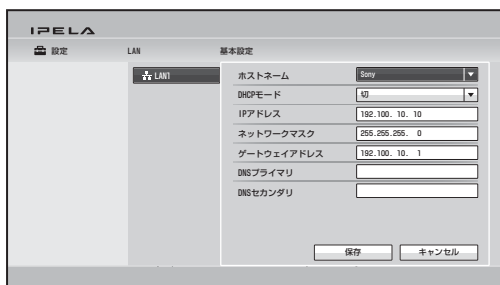 IPELA
設定 LAN 基本設定
LAN1
ホストネーム Sony
DHCPモード 切
IPアドレス 192.100. 10. 10
ネットワークマスク 255.255.255. 0
ゲートウェイアドレス 192.100. 10. 1
DNSプライマリ
DNSセカンダリ
保存 キャンセル